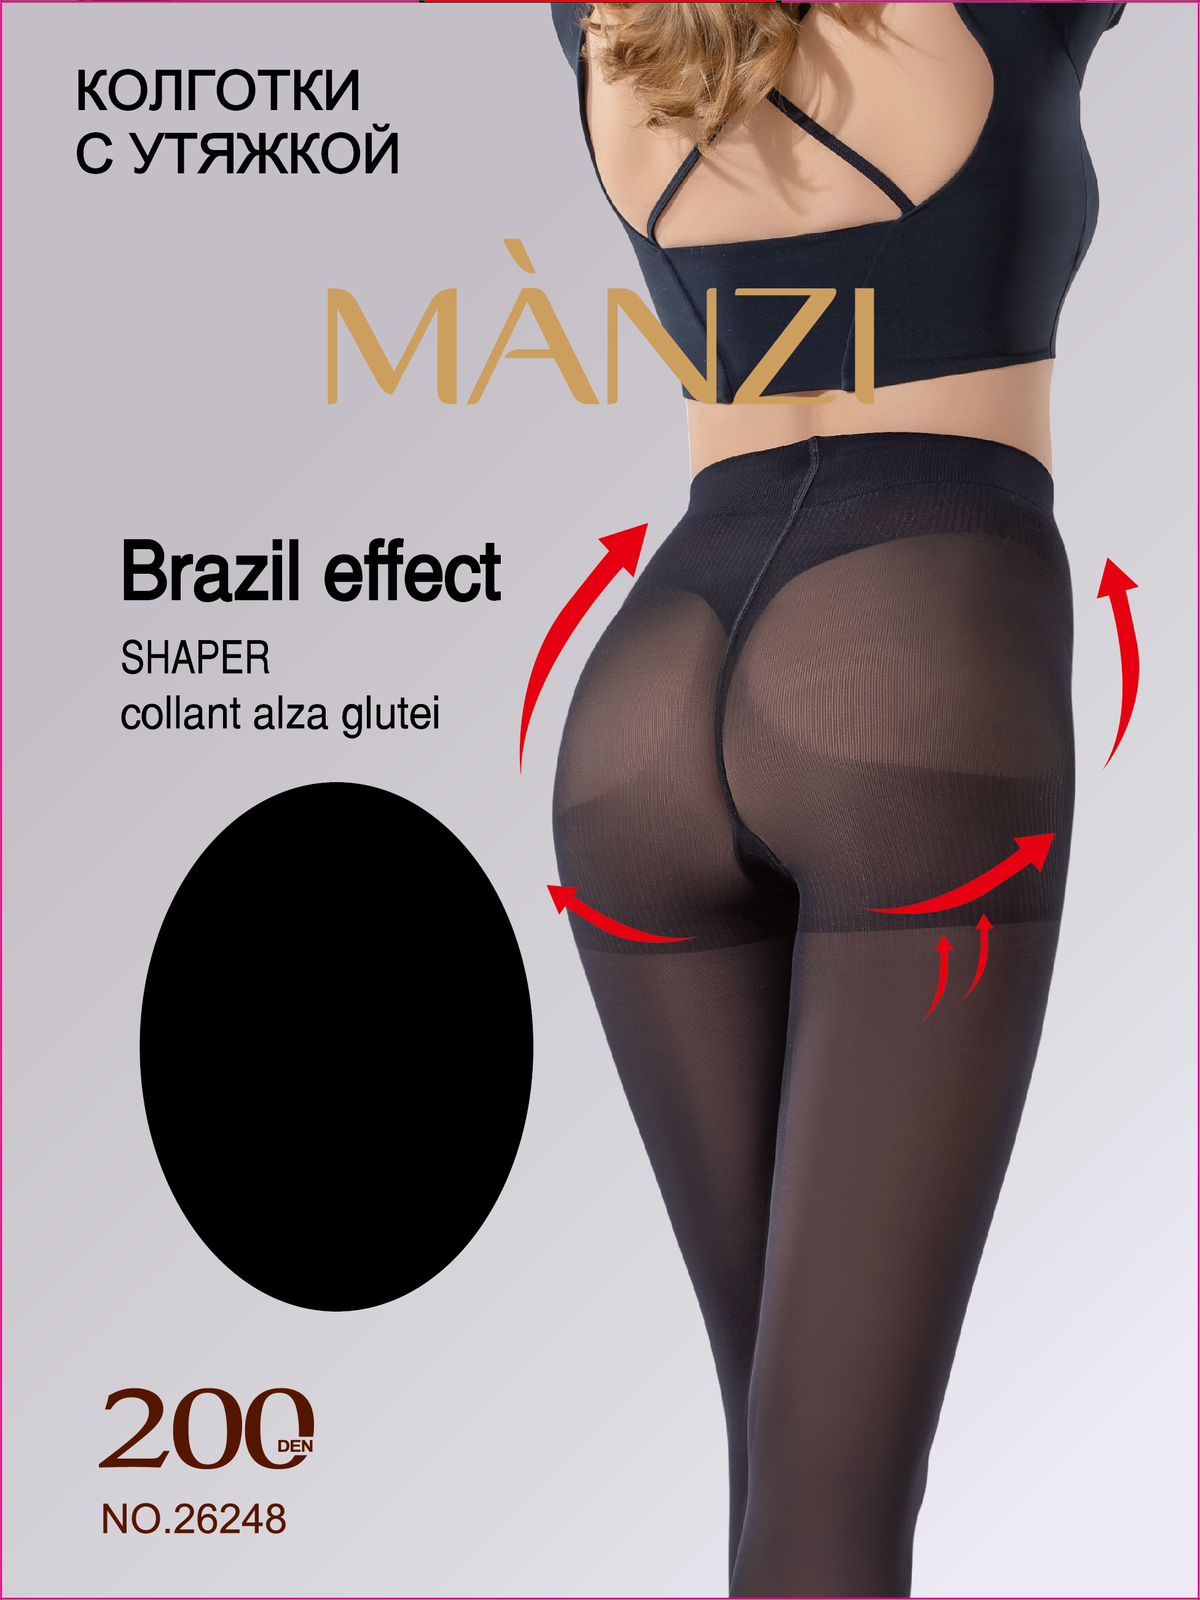 КОЛГОТКИ
С УТЯЖКОЙ
MÀNZI
Brazil effect
SHAPER
collant alza glutei
200
DEN
NO.26248